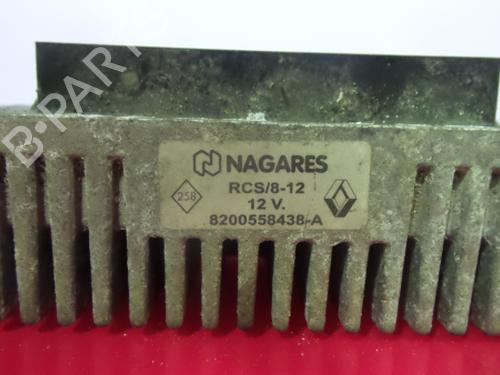 NAGARES
RCS/8-12
258
12 V.
8200558438-A
B-PARTS